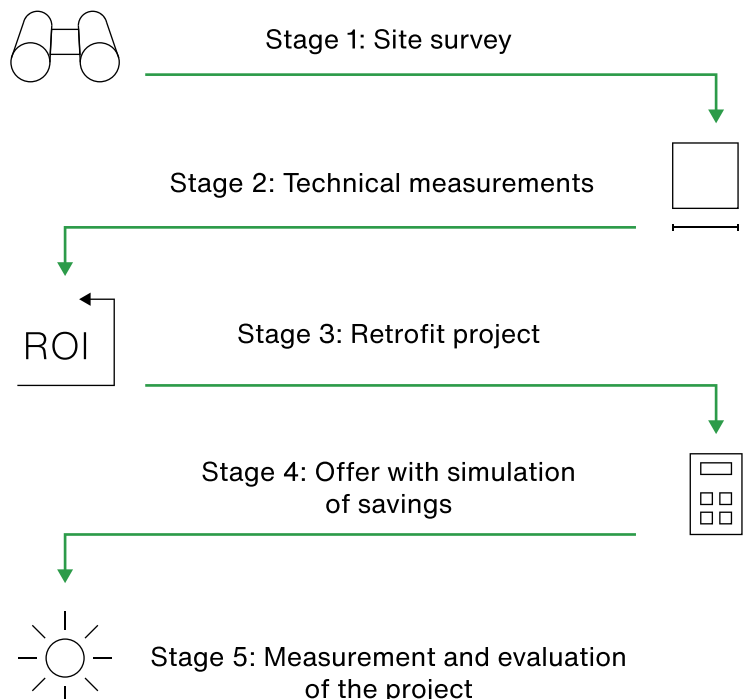 Stage 1: Site survey
Stage 2: Technical measurements
ROI
Stage 3: Retrofit project
Stage 4: Offer with simulation
of savings
Stage 5: Measurement and evaluation
of the project